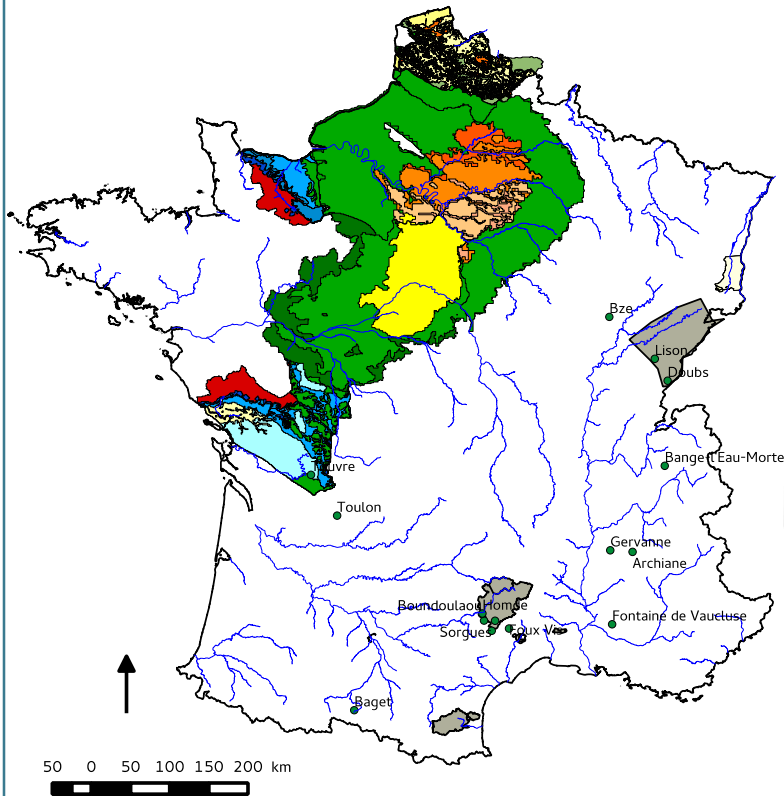 Bze
Lison
Doubs
Bange-l'Eau-Morte
Touvre
Toulon
Gervanne
Archiane
Boundoulaou
Homde
Fontaine de Vaucluse
Sorgues
Foux
Baget
50 0 50 100 150 200 km